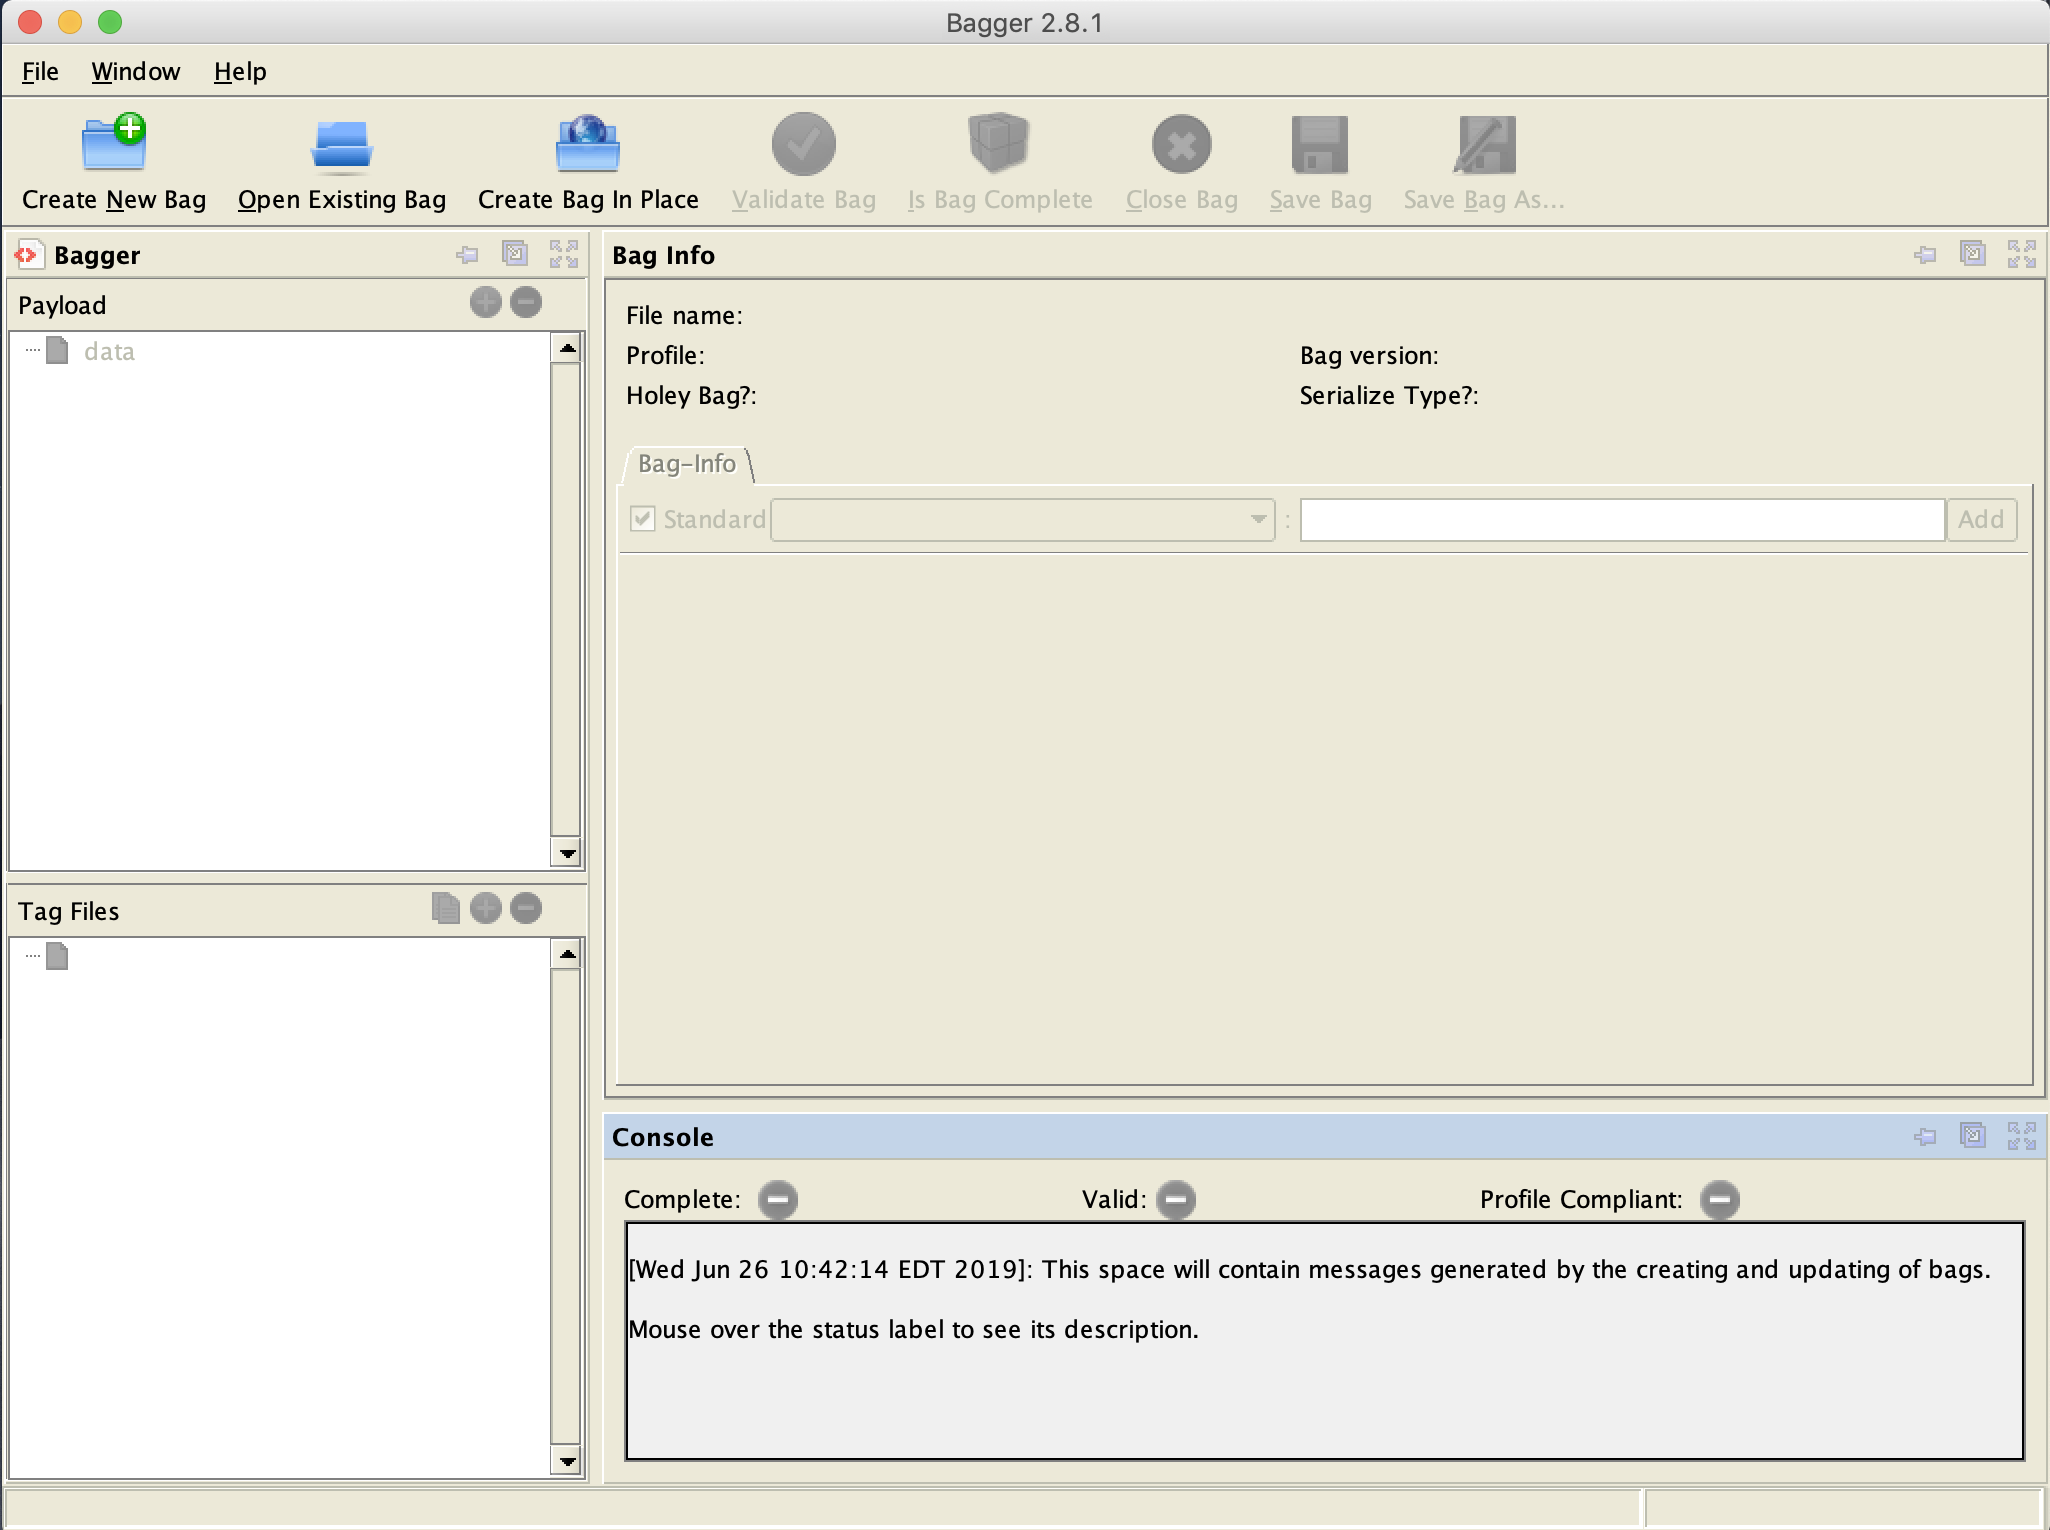 Bagger 2.8.1
File Window Help
Create New Bag Open Existing Bag Create Bag In Place Validate Bag Is Bag Complete Close Bag Save Bag Save Bag As...
Bagger
Payload
data
Tag Files
Bag Info
File name:
Profile: Bag version:
Holey Bag?: Serialize Type?:
Bag-Info
Standard : Add
Console
Complete: Valid: Profile Compliant:
[Wed Jun 26 10:42:14 EDT 2019]: This space will contain messages generated by the creating and updating of bags.
Mouse over the status label to see its description.